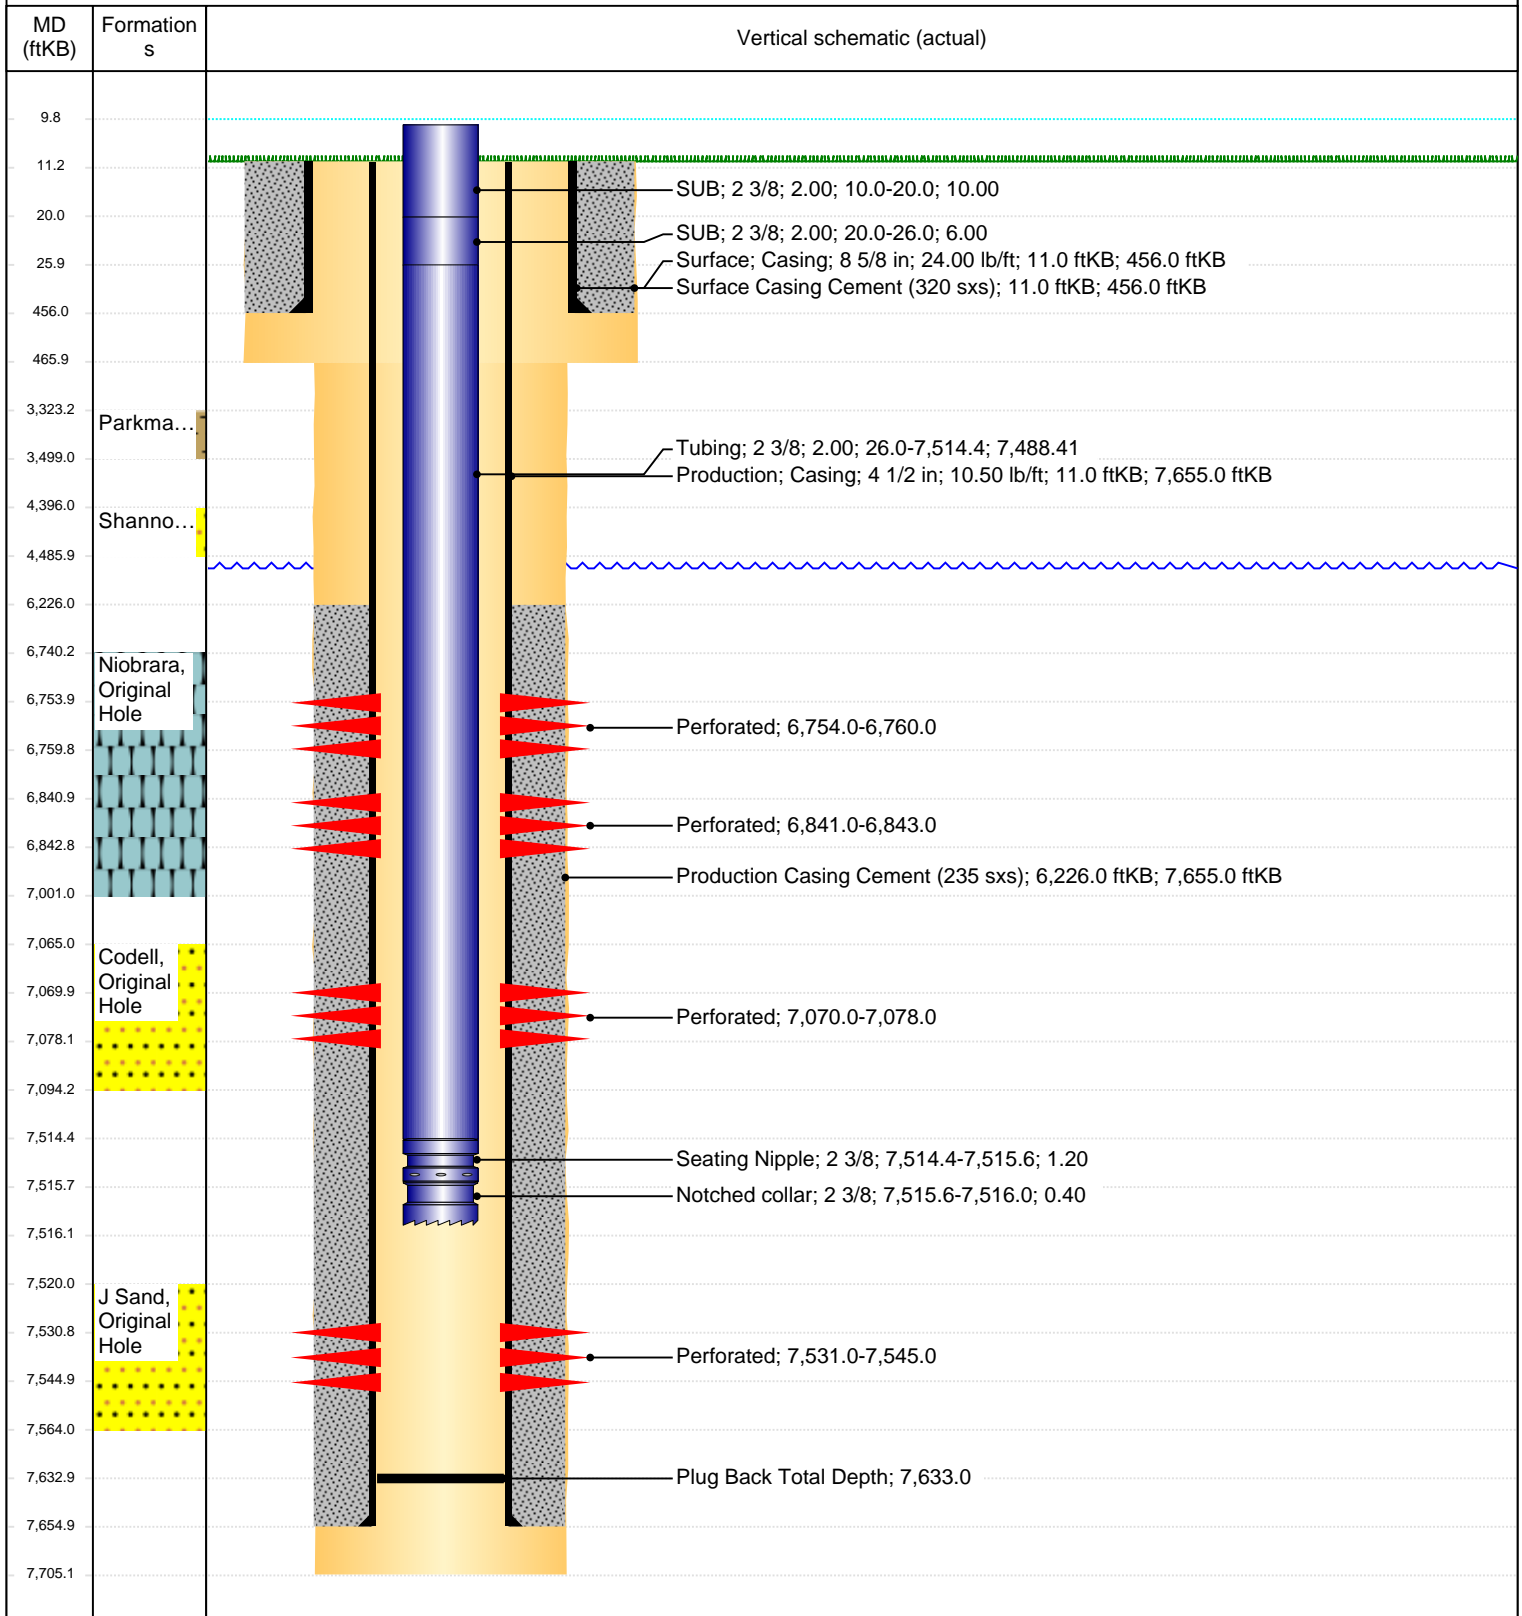 MD
(ftKB)
Formation
s
Vertical schematic (actual)
9.8
11.2
SUB; 2 3/8; 2.00; 10.0-20.0; 10.00
20.0
SUB; 2 3/8; 2.00; 20.0-26.0; 6.00
25.9
Surface; Casing; 8 5/8 in; 24.00 lb/ft; 11.0 ftKB; 456.0 ftKB
Surface Casing Cement (320 sxs); 11.0 ftKB; 456.0 ftKB
456.0
465.9
3,323.2
Parkma...
3,499.0
Tubing; 2 3/8; 2.00; 26.0-7,514.4; 7,488.41
Production; Casing; 4 1/2 in; 10.50 lb/ft; 11.0 ftKB; 7,655.0 ftKB
4,396.0
Shanno...
4,485.9
6,226.0
6,740.2
Niobrara,
Original
Hole
6,753.9
Perforated; 6,754.0-6,760.0
6,759.8
6,840.9
Perforated; 6,841.0-6,843.0
6,842.8
Production Casing Cement (235 sxs); 6,226.0 ftKB; 7,655.0 ftKB
7,001.0
7,065.0
Codell,
Original
Hole
7,069.9
Perforated; 7,070.0-7,078.0
7,078.1
7,094.2
7,514.4
Seating Nipple; 2 3/8; 7,514.4-7,515.6; 1.20
7,515.7
Notched collar; 2 3/8; 7,515.6-7,516.0; 0.40
7,516.1
7,520.0
J Sand,
Original
Hole
7,530.8
Perforated; 7,531.0-7,545.0
7,544.9
7,564.0
7,632.9
Plug Back Total Depth; 7,633.0
7,654.9
7,705.1